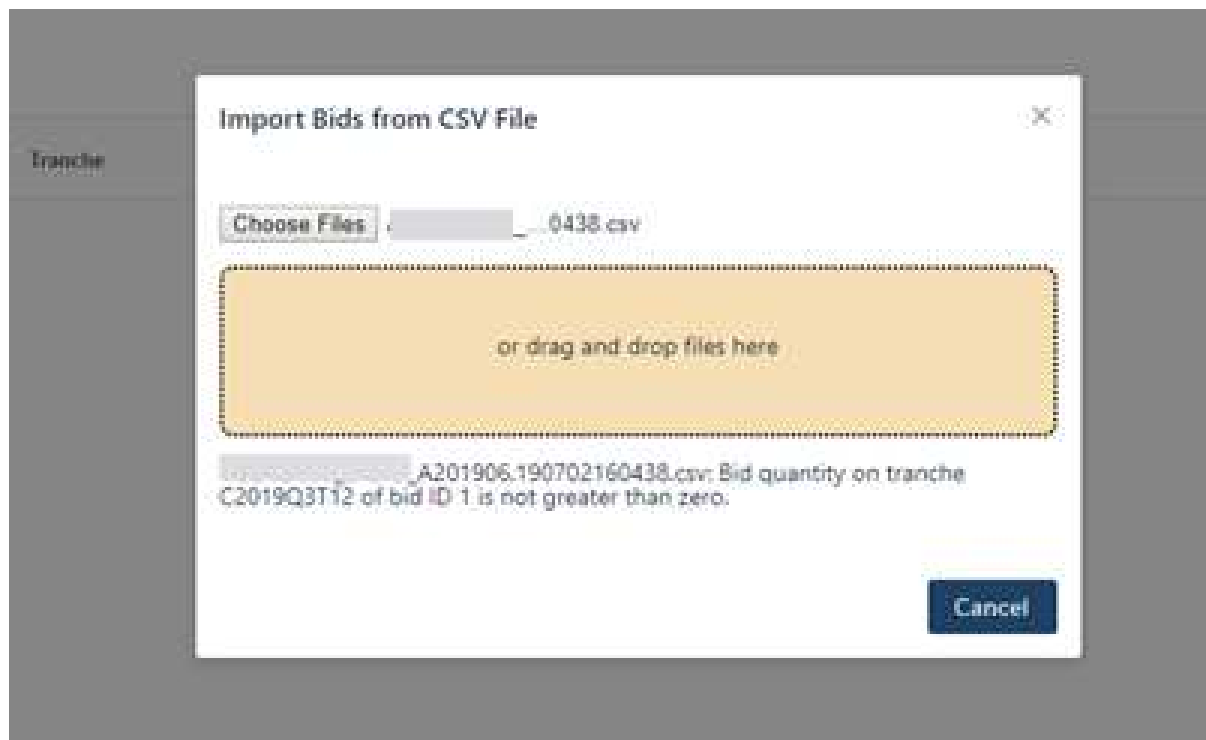 Import Bids from CSV File
Tranche
Choose Files _...0438.csv
or drag and drop files here
_A201906.190702160438.csv: Bid quantity on tranche
C2019Q3T12 of bid ID 1 is not greater than zero.
Cancel